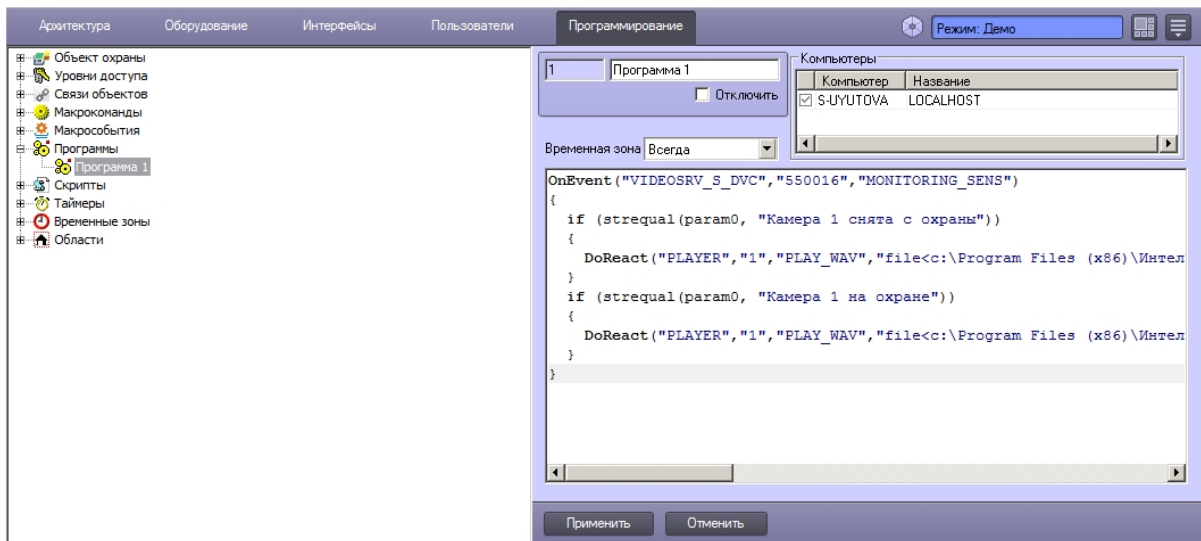 Архитектура Оборудование Интерфейсы Пользователи Программирование Режим: Демо
Объект охраны
Уровни доступа
Связи объектов
Макрокоманды
Макрособытия
Программы
Программа 1
Скрипты
Таймеры
Временные зоны
Области
1 Программа 1
Отключить
Компьютеры
Компьютер Название
S-UYUTOVA LOCALHOST
Временная зона Всегда
OnEvent("VIDEOSRV_S_DVC","550016","MONITORING_SENS")
{
if (strequal(param0, "Камера 1 снята с охраны"))
{
DoReact("PLAYER","1","PLAY_WAV","file<c:\Program Files (x86)\Интел
}
if (strequal(param0, "Камера 1 на охране"))
{
DoReact("PLAYER","1","PLAY_WAV","file<c:\Program Files (x86)\Интел
}
}
Применить Отменить